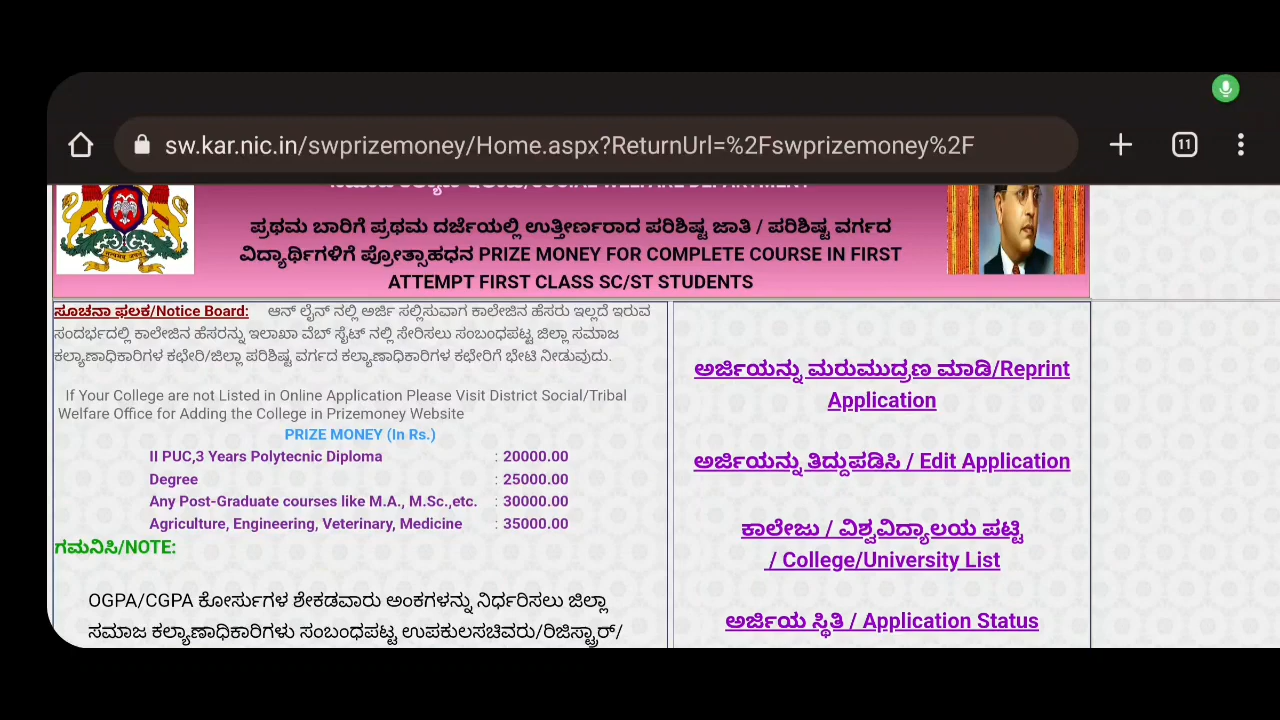 sw.kar.nic.in/swprizemoney/Home.aspx?ReturnUrl=%2Fswprizemoney%2F
11
ಸಮಾಜ ಕಲ್ಯಾಣ ಇಲಾಖೆ/SOCIAL WELFARE DEPARTMENT
ಪ್ರಥಮ ಬಾರಿಗೆ ಪ್ರಥಮ ದರ್ಜೆಯಲ್ಲಿ ಉತ್ತೀರ್ಣರಾದ ಪರಿಶಿಷ್ಟ ಜಾತಿ / ಪರಿಶಿಷ್ಟ ವರ್ಗದ
ವಿದ್ಯಾರ್ಥಿಗಳಿಗೆ ಪ್ರೋತ್ಸಾಹಧನ PRIZE MONEY FOR COMPLETE COURSE IN FIRST
ATTEMPT FIRST CLASS SC/ST STUDENTS
ಸೂಚನಾ ಫಲಕ/Notice Board: ಆನ್ ಲೈನ್ ನಲ್ಲಿ ಅರ್ಜಿ ಸಲ್ಲಿಸುವಾಗ ಕಾಲೇಜಿನ ಹೆಸರು ಇಲ್ಲದೆ ಇರುವ
ಸಂದರ್ಭದಲ್ಲಿ ಕಾಲೇಜಿನ ಹೆಸರನ್ನು ಇಲಾಖಾ ವೆಬ್ ಸೈಟ್ ನಲ್ಲಿ ಸೇರಿಸಲು ಸಂಬಂಧಪಟ್ಟ ಜಿಲ್ಲಾ ಸಮಾಜ
ಕಲ್ಯಾಣಾಧಿಕಾರಿಗಳ ಕಛೇರಿ/ಜಿಲ್ಲಾ ಪರಿಶಿಷ್ಟ ವರ್ಗದ ಕಲ್ಯಾಣಾಧಿಕಾರಿಗಳ ಕಛೇರಿಗೆ ಭೇಟಿ ನೀಡುವುದು.
If Your College are not Listed in Online Application Please Visit District Social/Tribal
Welfare Office for Adding the College in Prizemoney Website
PRIZE MONEY (In Rs.)
II PUC,3 Years Polytecnic Diploma : 20000.00
Degree : 25000.00
Any Post-Graduate courses like M.A., M.Sc.,etc. : 30000.00
Agriculture, Engineering, Veterinary, Medicine : 35000.00
ಗಮನಿಸಿ/NOTE:
OGPA/CGPA ಕೋರ್ಸುಗಳ ಶೇಕಡವಾರು ಅಂಕಗಳನ್ನು ನಿರ್ಧರಿಸಲು ಜಿಲ್ಲಾ
ಸಮಾಜ ಕಲ್ಯಾಣಾಧಿಕಾರಿಗಳು ಸಂಬಂಧಪಟ್ಟ ಉಪಕುಲಸಚಿವರು/ರಿಜಿಸ್ಟ್ರಾರ್/
ಅರ್ಜಿಯನ್ನು ಮರುಮುದ್ರಣ ಮಾಡಿ/Reprint
Application
ಅರ್ಜಿಯನ್ನು ತಿದ್ದುಪಡಿಸಿ / Edit Application
ಕಾಲೇಜು / ವಿಶ್ವವಿದ್ಯಾಲಯ ಪಟ್ಟಿ
/ College/University List
ಅರ್ಜಿಯ ಸ್ಥಿತಿ / Application Status